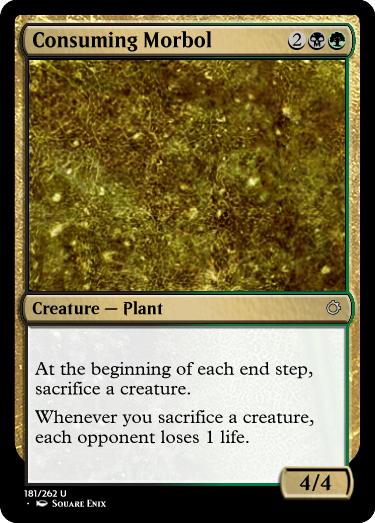 Consuming Morbol 2
Creature — Plant
At the beginning of each end step,
sacrifice a creature.
Whenever you sacrifice a creature,
each opponent loses 1 life.
4/4
181/262 U
· Square Enix